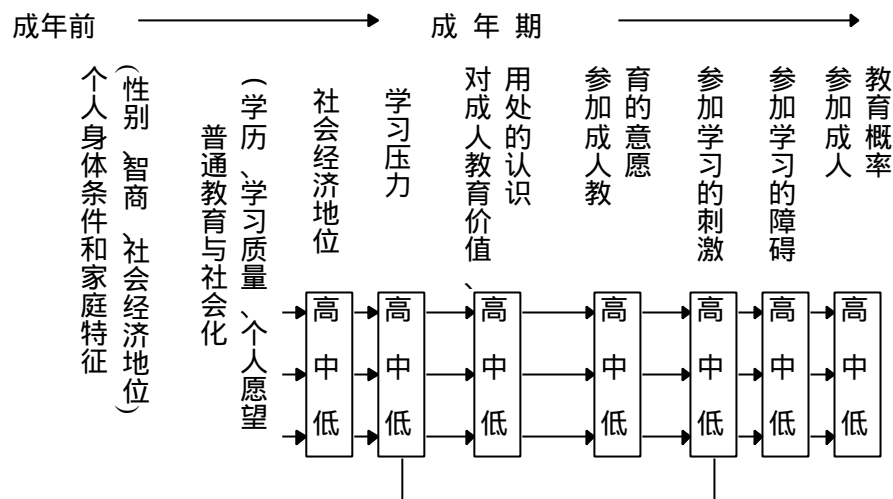 成年前
成 年 期
个人身体条件和家庭特征
(性别、智商、社会经济地位)
普通教育与社会化
(学历、学习质量、个人愿望
社会经济地位
学习压力
对成人教育价值、
用处的认识
参加成人教
育的意愿
参加学习的刺激
参加学习的障碍
参加成人
教育概率
高 高 高 高 高 高 高
中 中 中 中 中 中 中
低 低 低 低 低 低 低